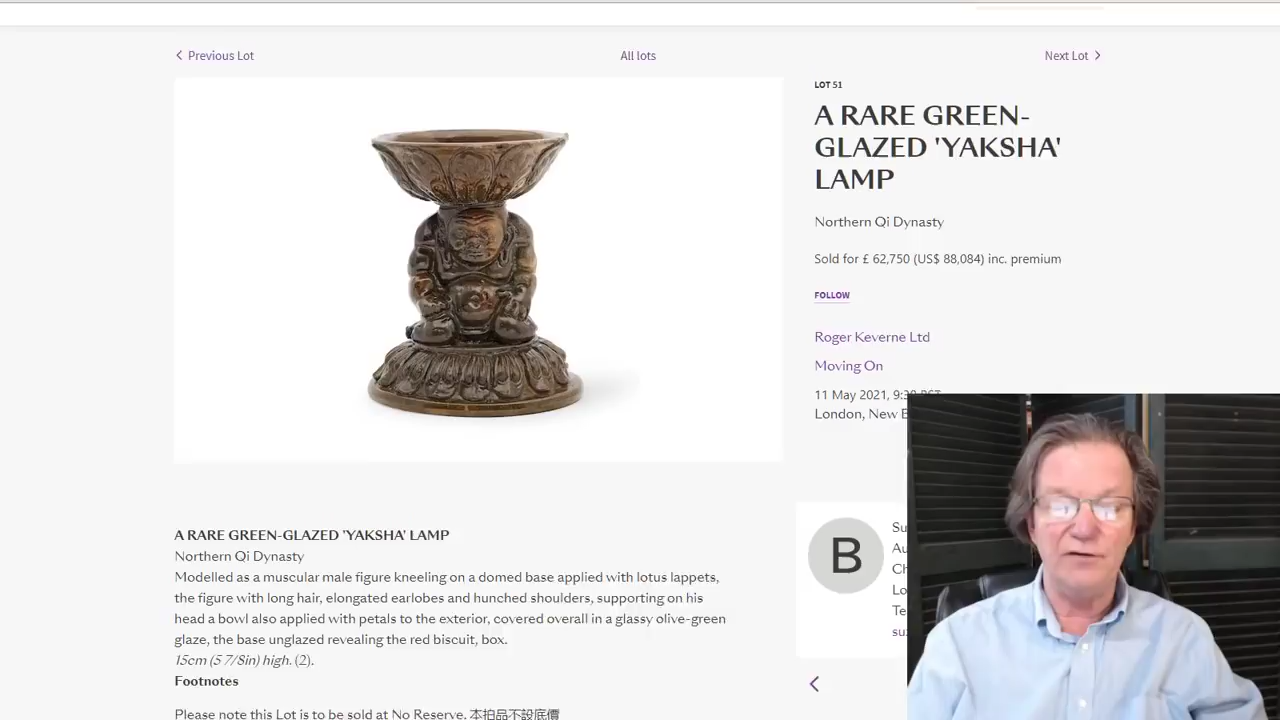 Previous Lot
All lots
Next Lot
LOT 51
A RARE GREEN-
GLAZED 'YAKSHA'
LAMP
Northern Qi Dynasty
Sold for £ 62,750 (US$ 88,084) inc. premium
FOLLOW
Roger Keverne Ltd
Moving On
11 May 2021,
London, New
B
A RARE GREEN-GLAZED 'YAKSHA' LAMP
Northern Qi Dynasty
Modelled as a muscular male figure kneeling on a domed base applied with lotus lappets,
the figure with long hair, elongated earlobes and hunched shoulders, supporting on his
head a bowl also applied with petals to the exterior, covered overall in a glassy olive-green
glaze, the base unglazed revealing the red biscuit, box.
15cm (5 7/8in) high. (2).
Footnotes
Please note this Lot is to be sold at No Reserve. 本拍品不設底價